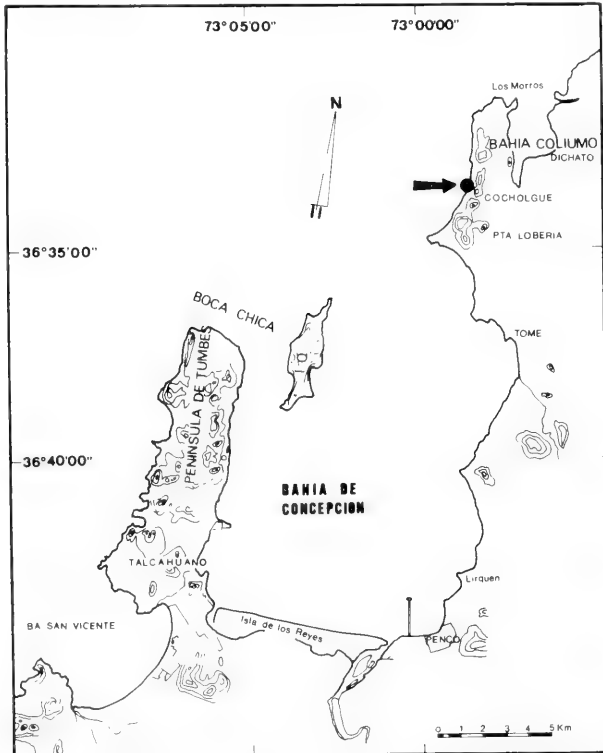 73°05'00"
73°00'00"
Los Morros
N
BAHIA COLIUMO
DICHATO
COCHOLGUE
PTA LOBERIA
36°35'00"
BOCA CHICA
TOME
PENINSULA DE TUMBES
36°40'00"
BAHIA DE
CONCEPCION
TALCAHUANO
Lirquen
Isla de los Reyes
BA SAN VICENTE
PENCO
0 1 2 3 4 5 Km